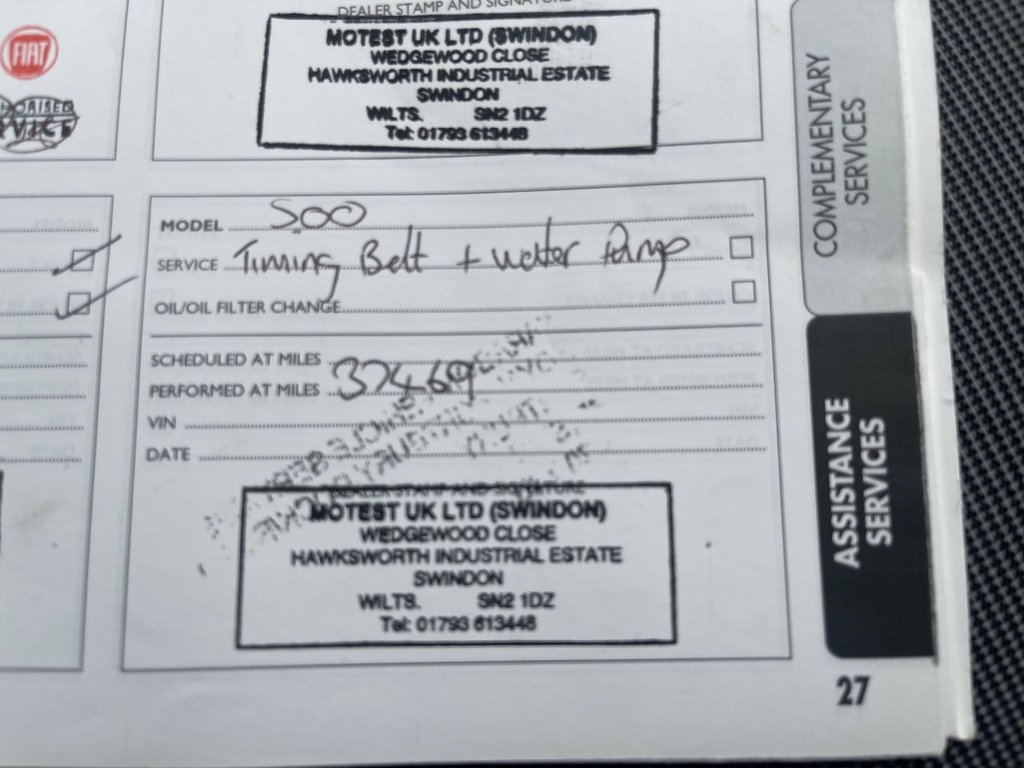 FIAT
SERVICE
DEALER STAMP AND SIGNATURE
MOTEST UK LTD (SWINDON)
WEDGEWOOD CLOSE
HAWKSWORTH INDUSTRIAL ESTATE
SWINDON
WILTS. SN2 1DZ
Tel: 01793 613448
MODEL 500
SERVICE Timing Belt + water Pump
OIL/OIL FILTER CHANGE
SCHEDULED AT MILES
PERFORMED AT MILES 37469
VIN
DATE
DEALER STAMP AND SIGNATURE
MOTEST UK LTD (SWINDON)
WEDGEWOOD CLOSE
HAWKSWORTH INDUSTRIAL ESTATE
SWINDON
WILTS. SN2 1DZ
Tel: 01793 613448
COMPLEMENTARY
SERVICES
ASSISTANCE
SERVICES
27